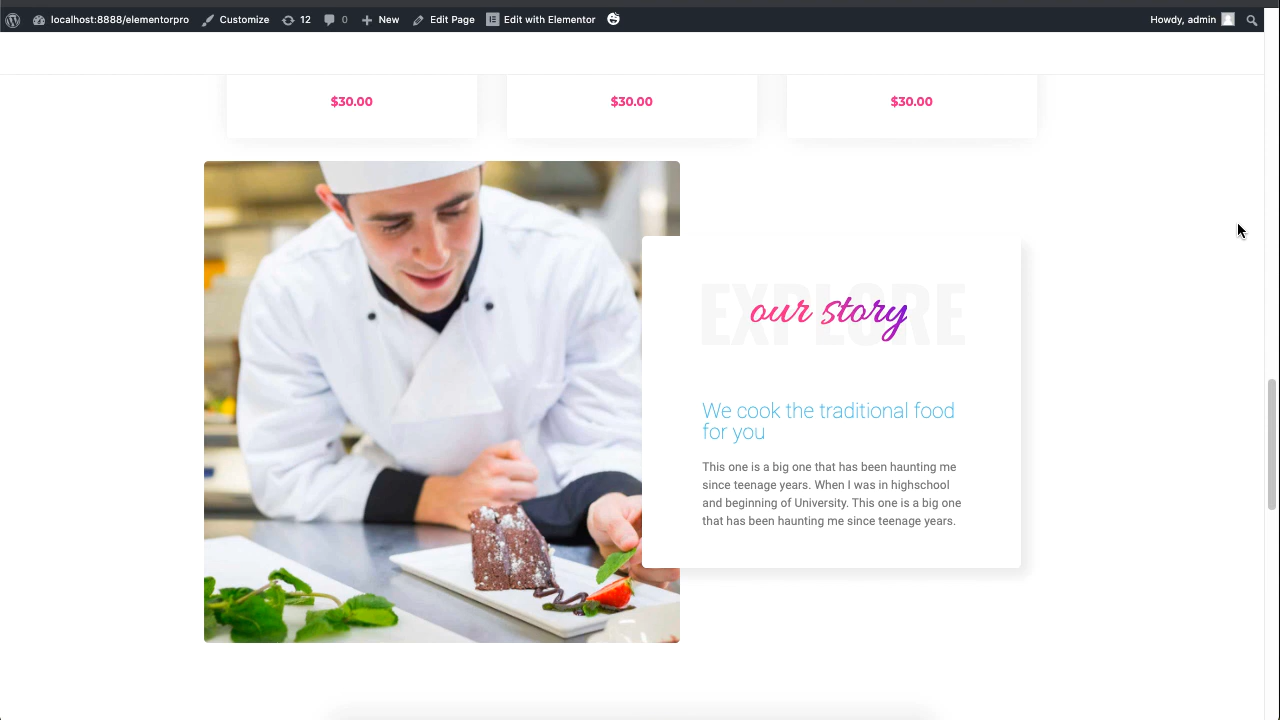 localhost:8888/elementorpro Customize 12 0 New Edit Page Edit with Elementor Howdy, admin
$30.00 $30.00 $30.00
EXPLORE
our story
We cook the traditional food
for you
This one is a big one that has been haunting me
since teenage years. When I was in highschool
and beginning of University. This one is a big one
that has been haunting me since teenage years.